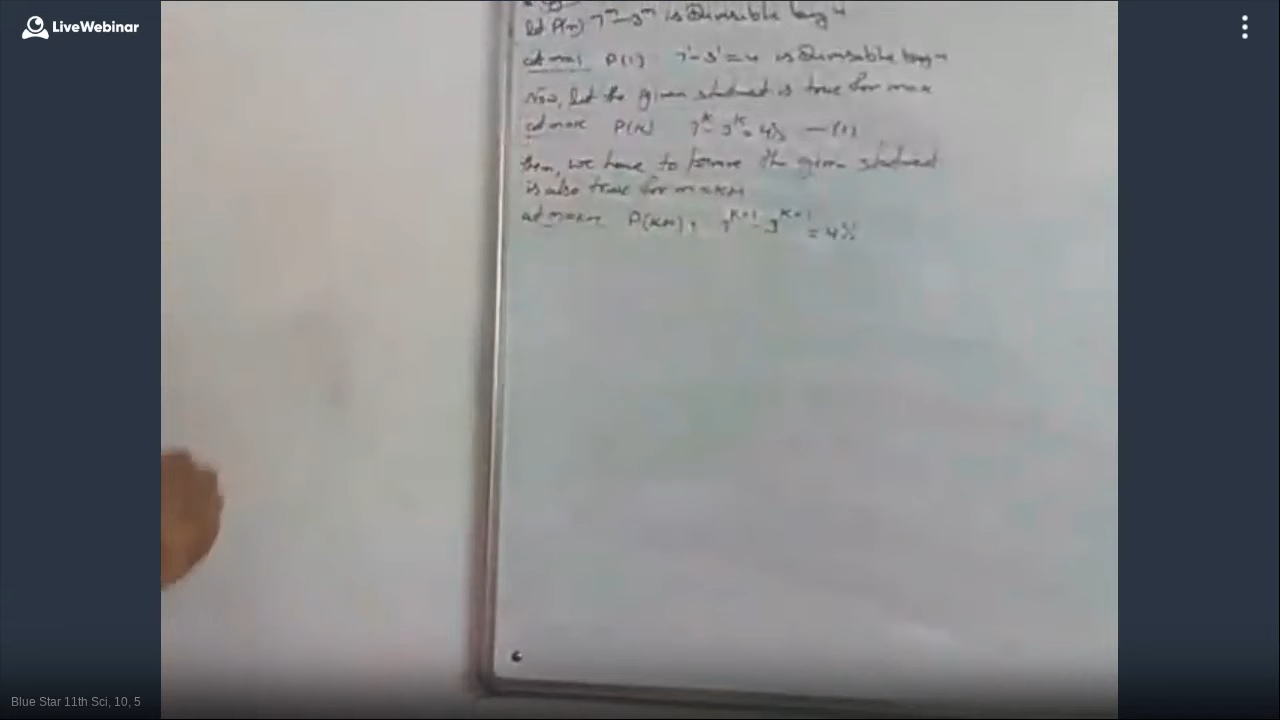 LiveWebinar
let P(n) 7ⁿ-3ⁿ is Divisible by 4
at n=1 P(1) 7¹-3¹=4 is Divisible by 4
Now, let the given statement is true for n=k
at n=k P(k) 7ᵏ-3ᵏ=4 —(1)
then, we have to prove the given statement
is also true for n=k+1
at n=k+1 P(k+1): 7ᵏ⁺¹-3ᵏ⁺¹
=4
Blue Star 11th Sci, 10, 5